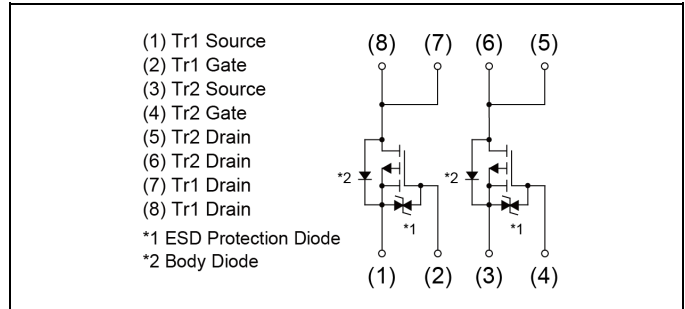 (1) Tr1 Source
(2) Tr1 Gate
(3) Tr2 Source
(4) Tr2 Gate
(5) Tr2 Drain
(6) Tr2 Drain
(7) Tr1 Drain
(8) Tr1 Drain
*1 ESD Protection Diode
*2 Body Diode
(8) (7) (6) (5)
*2 *2
*1 *1
(1) (2) (3) (4)